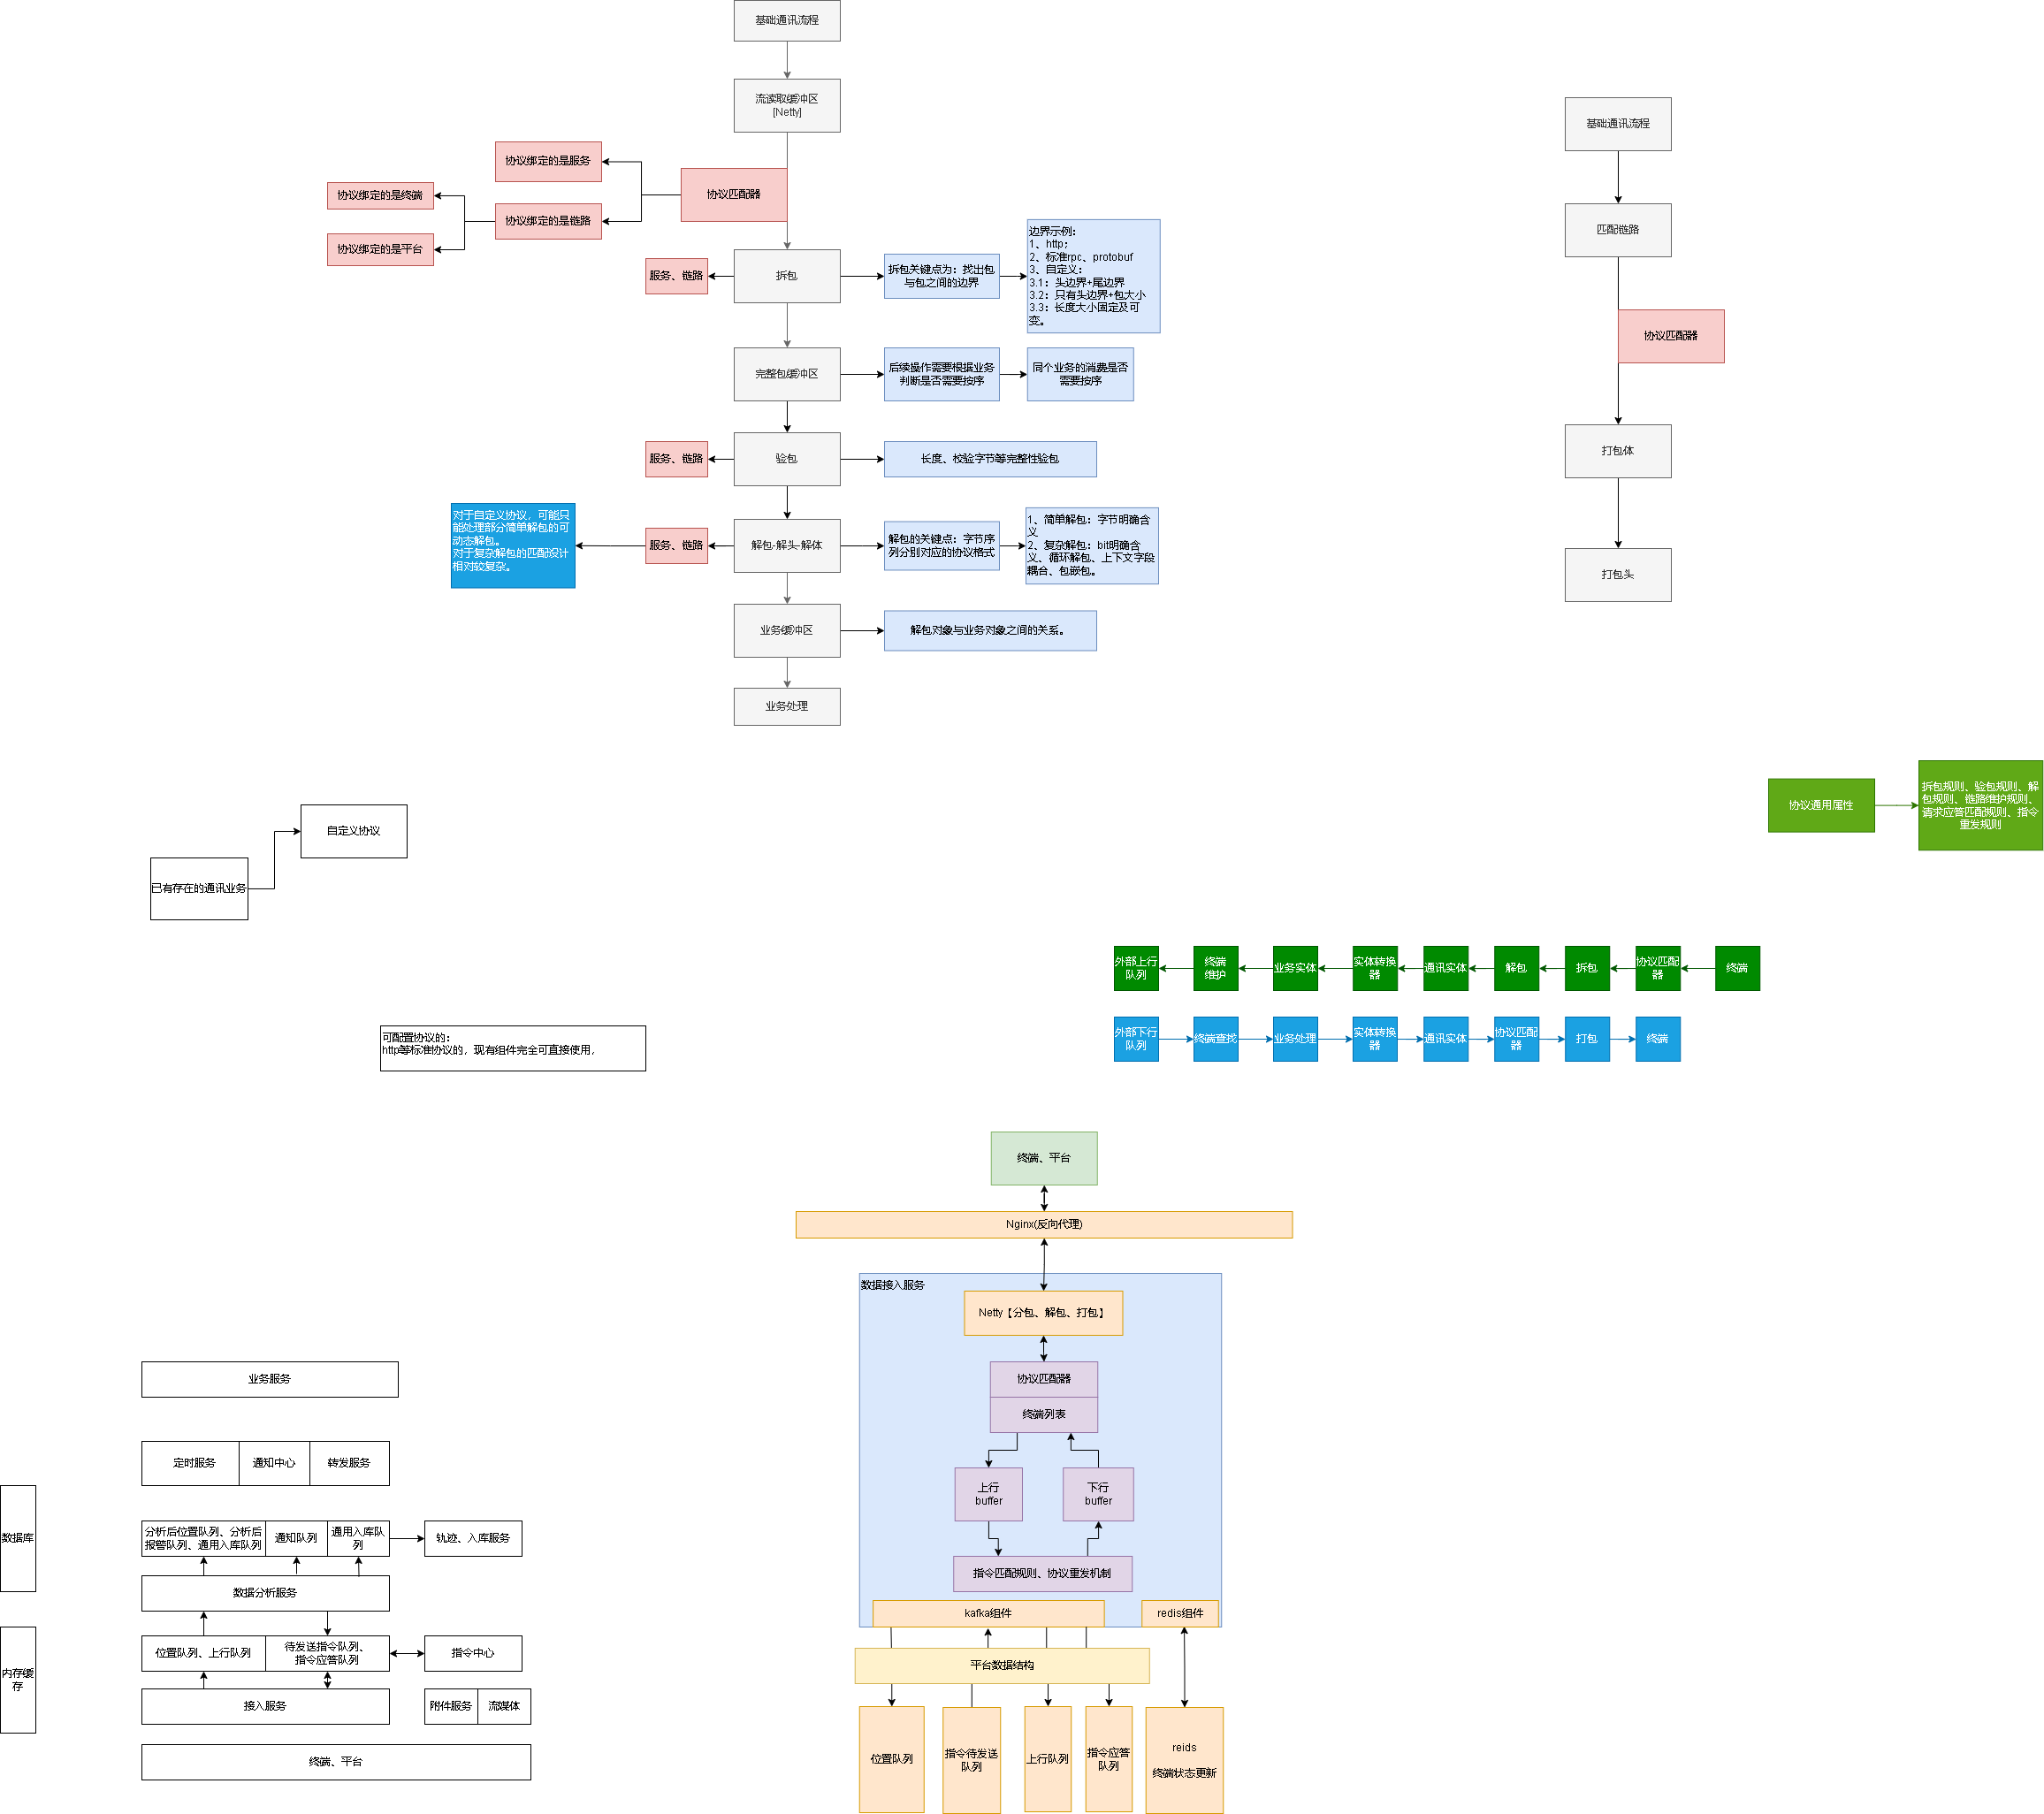 基础通讯流程
流读取缓冲区
[Netty]
协议匹配器
协议绑定的是服务
协议绑定的是链路
协议绑定的是终端
协议绑定的是平台
拆包
服务、链路
拆包关键点为：找出包
与包之间的边界
边界示例：
1、http；
2、标准rpc、protobuf
3、自定义：
3.1：头边界+尾边界
3.2：只有头边界+包大小
3.3：长度大小固定及可
变。
完整包缓冲区
后续操作需要根据业务
判断是否需要按序
同个业务的消费是否
需要按序
验包
服务、链路
长度、校验字节等完整性验包
解包-解头-解体
服务、链路
对于自定义协议，可能只
能处理部分简单解包的可
动态解包。
对于复杂解包的匹配设计
相对较复杂。
解包的关键点：字节序
列分别对应的协议格式
1、简单解包：字节明确含
义
2、复杂解包：bit明确含
义、循环解包、上下文字段
耦合、包嵌包。
业务缓冲区
解包对象与业务对象之间的关系。
业务处理
基础通讯流程
匹配链路
协议匹配器
打包体
打包头
协议通用属性
拆包规则、验包规则、解
包规则、链路维护规则、
请求应答匹配规则、指令
重发规则
自定义协议
已有存在的通讯业务
可配置协议的：
http等标准协议的，现有组件完全可直接使用，
外部上行
队列
终端
维护
业务实体
实体转换
器
通讯实体
解包
拆包
协议匹配
器
终端
外部下行
队列
终端查找
业务处理
实体转换
器
通讯实体
协议匹配
器
打包
终端
终端、平台
Nginx(反向代理)
数据接入服务
Netty【分包、解包、打包】
协议匹配器
终端列表
上行
buffer
下行
buffer
指令匹配规则、协议重发机制
kafka组件
redis组件
平台数据结构
位置队列
指令待发送
队列
上行队列
指令应答
队列
reids
终端状态更新
业务服务
定时服务
通知中心
转发服务
数据库
分析后位置队列、分析后
报警队列、通用入库队列
通知队列
通用入库队
列
轨迹、入库服务
数据分析服务
内存缓
存
位置队列、上行队列
待发送指令队列、
指令应答队列
指令中心
接入服务
附件服务
流媒体
终端、平台